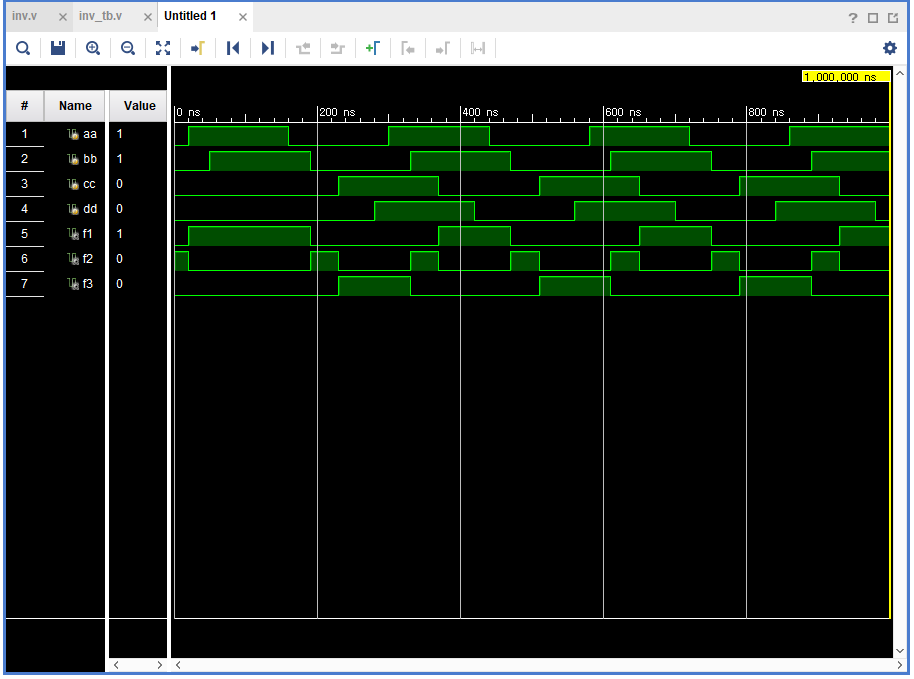 inv.v × inv_tb.v × Untitled 1 ×
1,000,000 ns
# Name Value
0 ns 200 ns 400 ns 600 ns 800 ns
1 aa 1
2 bb 1
3 cc 0
4 dd 0
5 f1 1
6 f2 0
7 f3 0